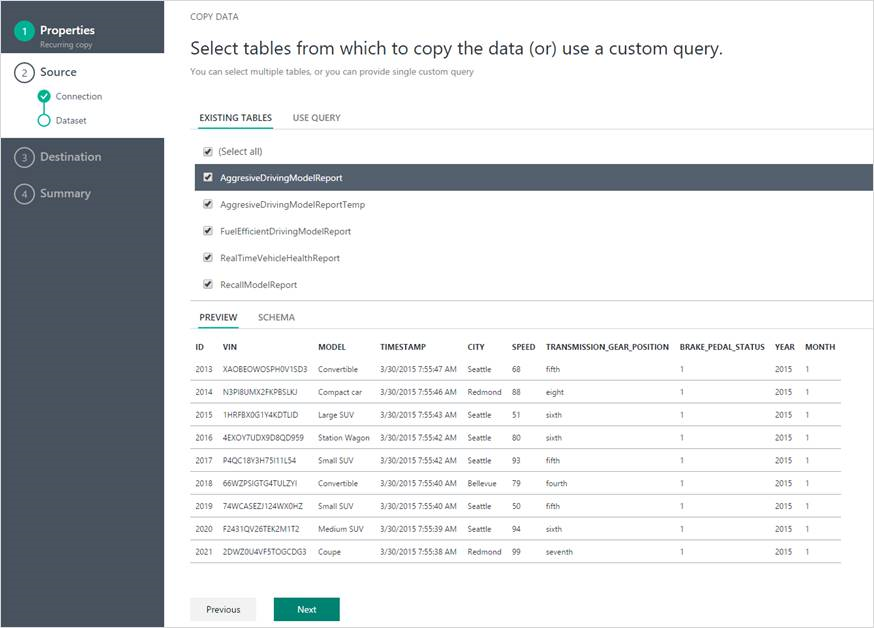 1 Properties
Recurring copy
2 Source
Connection
Dataset
3 Destination
4 Summary
COPY DATA
Select tables from which to copy the data (or) use a custom query.
You can select multiple tables, or you can provide single custom query
EXISTING TABLES USE QUERY
(Select all)
AggresiveDrivingModelReport
AggresiveDrivingModelReportTemp
FuelEfficientDrivingModelReport
RealTimeVehicleHealthReport
RecallModelReport
PREVIEW SCHEMA
ID VIN MODEL TIMESTAMP CITY SPEED TRANSMISSION_GEAR_POSITION BRAKE_PEDAL_STATUS YEAR MONTH
2013 XAOBEOWOSPH0V1SD3 Convertible 3/30/2015 7:55:47 AM Seattle 68 fifth 1 2015 1
2014 N3PI8UMX2FKPBSLKJ Compact car 3/30/2015 7:55:46 AM Redmond 88 eight 1 2015 1
2015 1HRFBX0G1Y4KDTLID Large SUV 3/30/2015 7:55:43 AM Seattle 51 sixth 1 2015 1
2016 4EXOY7UDX9D8QD959 Station Wagon 3/30/2015 7:55:42 AM Seattle 80 sixth 1 2015 1
2017 P4QC18Y3H75I11L54 Small SUV 3/30/2015 7:55:42 AM Seattle 93 fifth 1 2015 1
2018 66WZPSIGTG4TULZYI Convertible 3/30/2015 7:55:40 AM Bellevue 79 fourth 1 2015 1
2019 74WCASEZJ124WX0HZ Small SUV 3/30/2015 7:55:40 AM Seattle 50 fifth 1 2015 1
2020 F2431QV26TEK2M1T2 Medium SUV 3/30/2015 7:55:39 AM Seattle 94 sixth 1 2015 1
2021 2DWZ0U4VF5TOGCDG3 Coupe 3/30/2015 7:55:38 AM Redmond 99 seventh 1 2015 1
Previous Next